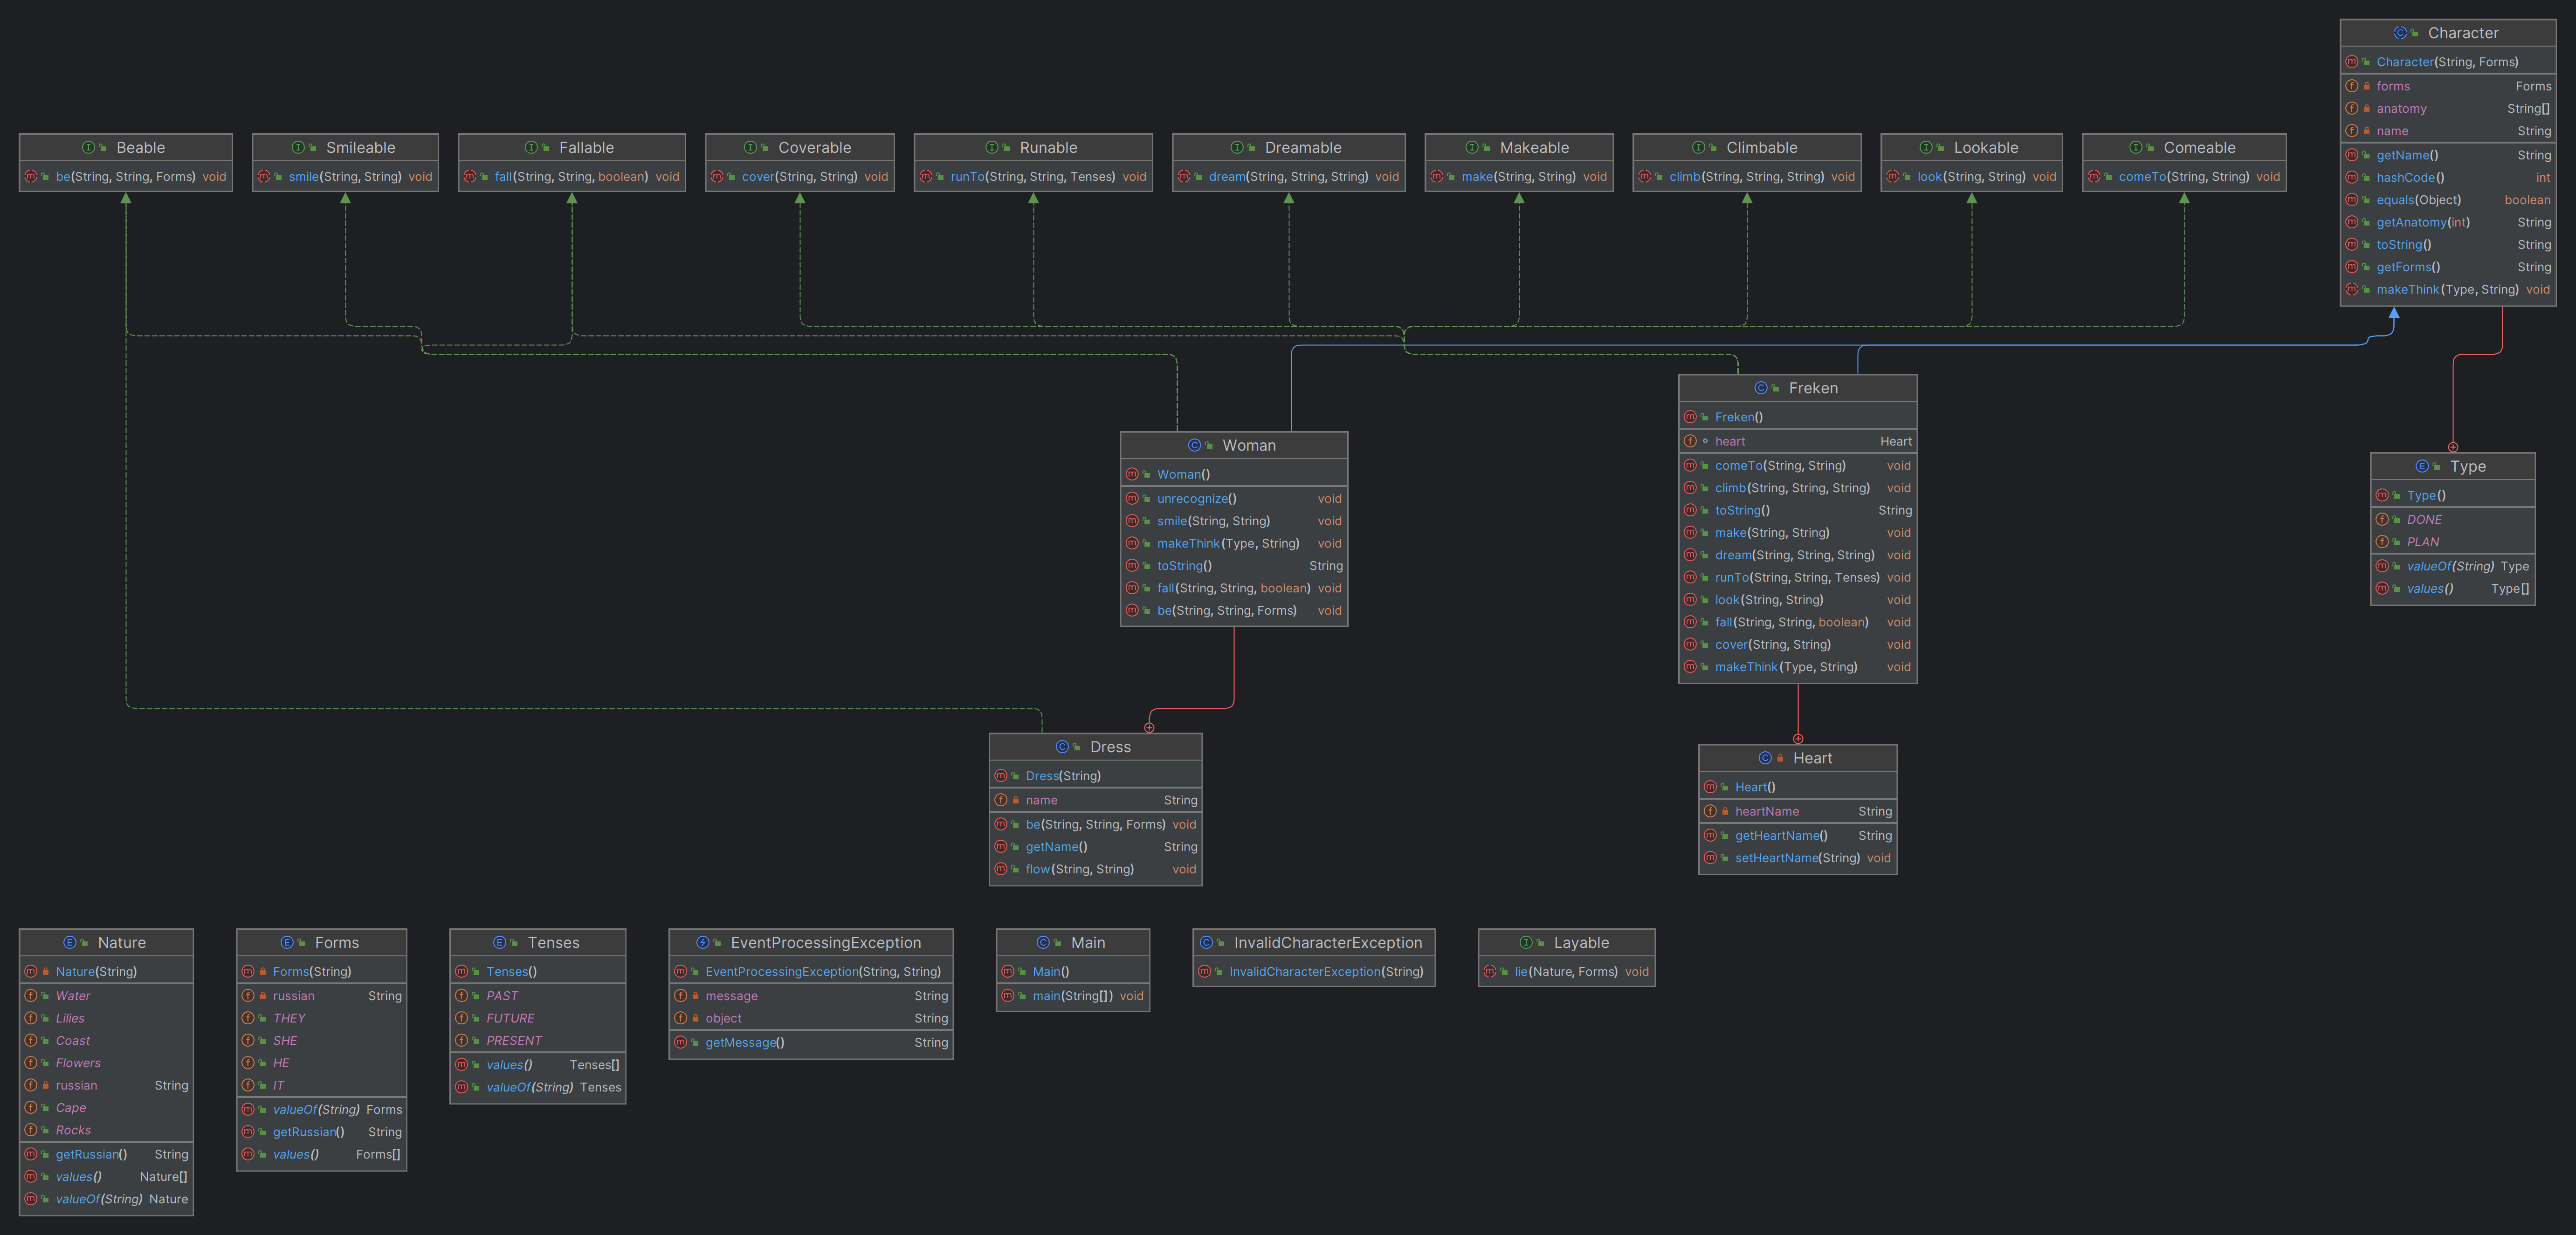 Character
Character(String, Forms)
forms Forms
anatomy String[]
name String
getName() String
hashCode() int
equals(Object) boolean
getAnatomy(int) String
toString() String
getForms() String
makeThink(Type, String) void
Beable
be(String, String, Forms) void
Smileable
smile(String, String) void
Fallable
fall(String, String, boolean) void
Coverable
cover(String, String) void
Runable
runTo(String, String, Tenses) void
Dreamable
dream(String, String, String) void
Makeable
make(String, String) void
Climbable
climb(String, String, String) void
Lookable
look(String, String) void
Comeable
comeTo(String, String) void
Freken
Freken()
heart Heart
comeTo(String, String) void
climb(String, String, String) void
toString() String
make(String, String) void
dream(String, String, String) void
runTo(String, String, Tenses) void
look(String, String) void
fall(String, String, boolean) void
cover(String, String) void
makeThink(Type, String) void
Woman
Woman()
unrecognize() void
smile(String, String) void
makeThink(Type, String) void
toString() String
fall(String, String, boolean) void
be(String, String, Forms) void
Type
Type()
DONE
PLAN
valueOf(String) Type
values() Type[]
Dress
Dress(String)
name String
be(String, String, Forms) void
getName() String
flow(String, String) void
Heart
Heart()
heartName String
getHeartName() String
setHeartName(String) void
Nature
Nature(String)
Water
Lilies
Coast
Flowers
russian String
Cape
Rocks
getRussian() String
values() Nature[]
valueOf(String) Nature
Forms
Forms(String)
russian String
THEY
SHE
HE
IT
valueOf(String) Forms
getRussian() String
values() Forms[]
Tenses
Tenses()
PAST
FUTURE
PRESENT
values() Tenses[]
valueOf(String) Tenses
EventProcessingException
EventProcessingException(String, String)
message String
object String
getMessage() String
Main
Main()
main(String[]) void
InvalidCharacterException
InvalidCharacterException(String)
Layable
lie(Nature, Forms) void